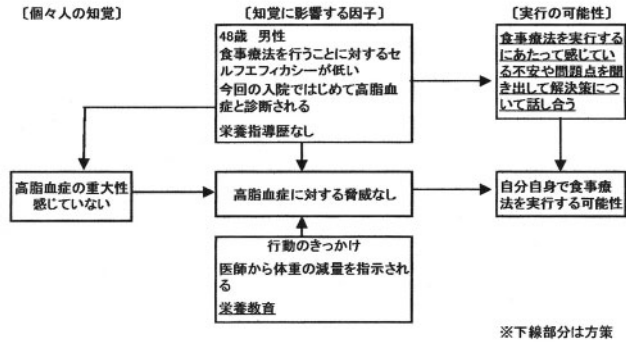 〔個々人の知覚〕
〔知覚に影響する因子〕
〔実行の可能性〕
48歳 男性
食事療法を行うことに対するセ
ルフエフィカシーが低い
今回の入院ではじめて高脂血
症と診断される
栄養指導歴なし
食事療法を実行する
にあたって感じてい
る不安や問題点を聞
き出して解決策につ
いて話し合う
高脂血症の重大性
感じていない
高脂血症に対する脅威なし
自分自身で食事療
法を実行する可能性
行動のきっかけ
医師から体重の減量を指示され
る
栄養教育
※下線部分は方策